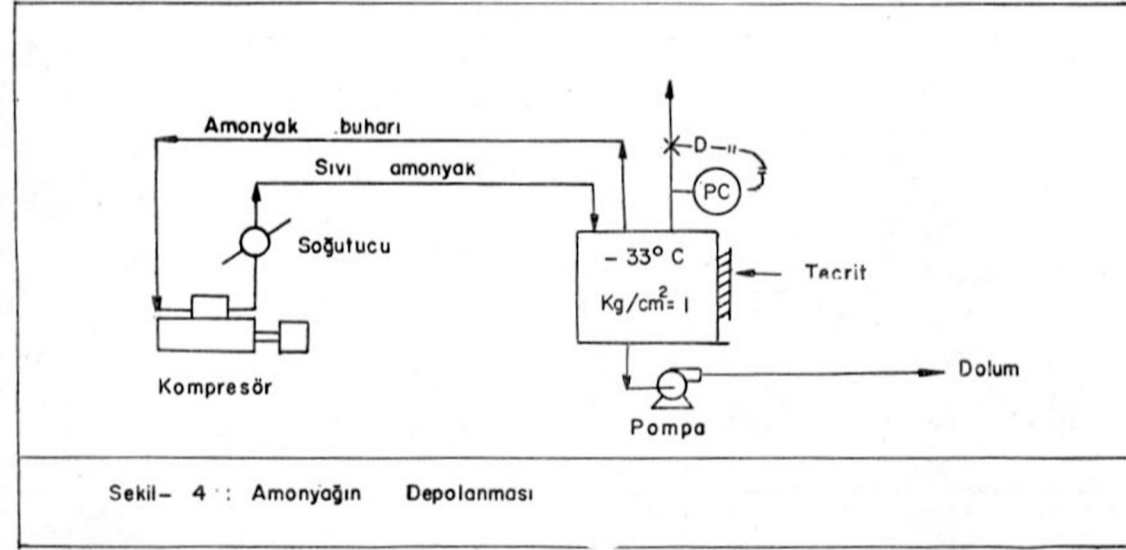 Amonyak buharı
Sıvı amonyak
D
PC
Soğutucu
– 33° C
Kg/cm²= 1
Tecrit
Kompresör
Dolum
Pompa
Sekil– 4 : Amonyağın Depolanması